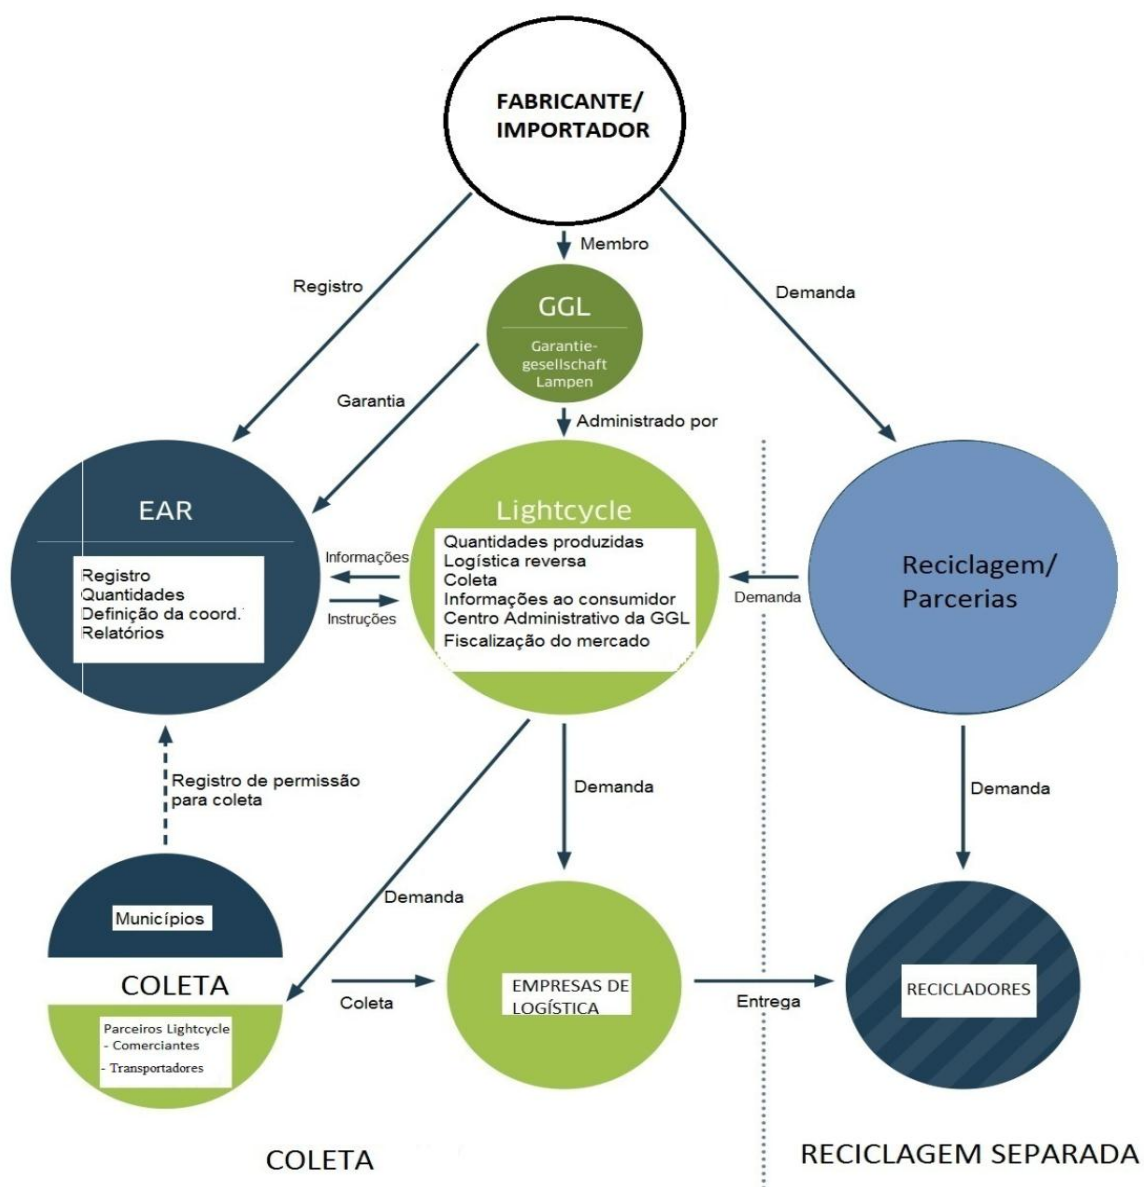 FABRICANTE/
IMPORTADOR
Membro
Registro
Demanda
GGL
Garantie-
gesellschaft
Lampen
Garantia
Administrado por
EAR
Registro
Quantidades
Definição da coord.
Relatórios
Informações
Instruções
Lightcycle
Quantidades produzidas
Logística reversa
Coleta
Informações ao consumidor
Centro Administrativo da GGL
Fiscalização do mercado
Demanda
Reciclagem/
Parcerias
Registro de permissão
para coleta
Demanda
Demanda
Demanda
Municípios
COLETA
Parceiros Lightcycle
- Comerciantes
- Transportadores
Coleta
EMPRESAS DE
LOGÍSTICA
Entrega
RECICLADORES
COLETA
RECICLAGEM SEPARADA